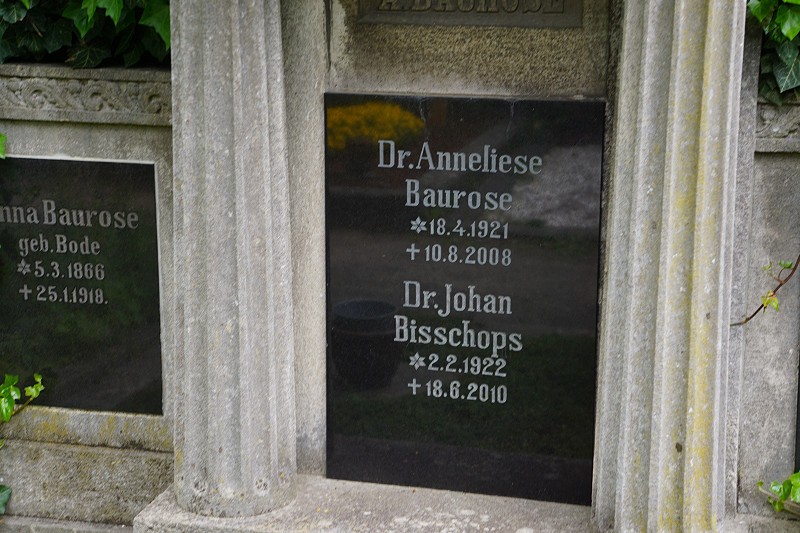 A BAUROSE
nna Baurose
geb. Bode
✲5.3.1866
✝25.1.1918.
Dr. Anneliese
Baurose
✲18.4.1921
✝10.8.2008
Dr. Johan
Bisschops
✲2.2.1922
✝18.6.2010